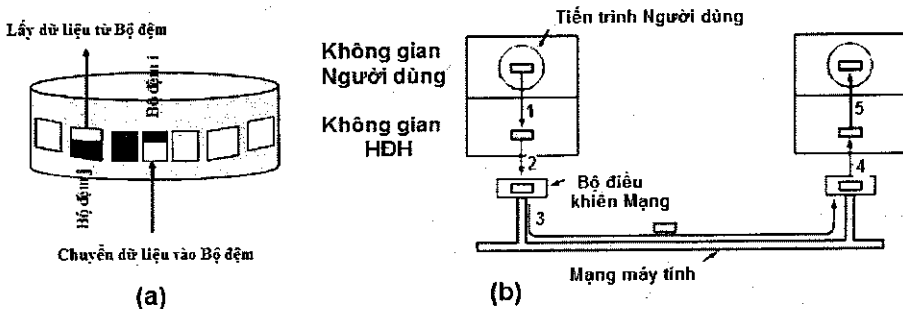 Lấy dữ liệu từ Bộ đệm
Bộ đệm i
Bộ đệm j
Chuyển dữ liệu vào Bộ đệm
(a)
Tiến trình Người dùng
Không gian
Người dùng
Không gian
HĐH
1
2
3
4
5
Bộ điều
khiển Mạng
Mạng máy tính
(b)